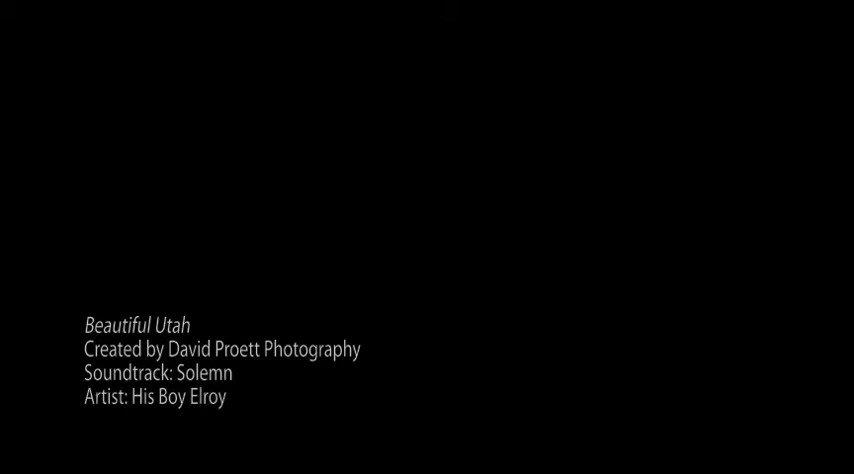 Beautiful Utah
Created by David Proett Photography
Soundtrack: Solemn
Artist: His Boy Elroy